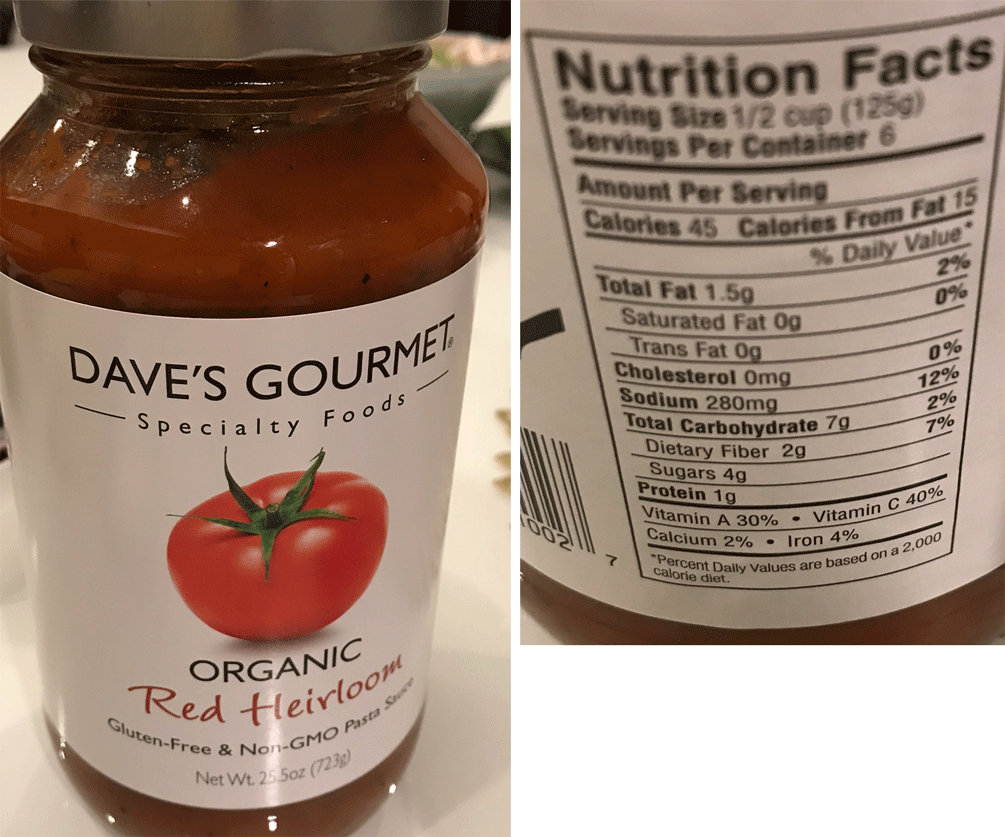 DAVE'S GOURMET®
Specialty Foods
ORGANIC
Red Heirloom
Gluten-Free & Non-GMO Pasta Sauce
Net Wt. 25.5oz (723g)
Nutrition Facts
Serving Size 1/2 cup (125g)
Servings Per Container 6
Amount Per Serving
Calories 45 Calories From Fat 15
% Daily Value*
Total Fat 1.5g 2%
Saturated Fat 0g 0%
Trans Fat 0g
Cholesterol 0mg 0%
Sodium 280mg 12%
Total Carbohydrate 7g 2%
Dietary Fiber 2g 7%
Sugars 4g
Protein 1g
Vitamin A 30% • Vitamin C 40%
Calcium 2% • Iron 4%
*Percent Daily Values are based on a 2,000
calorie diet.
002 7